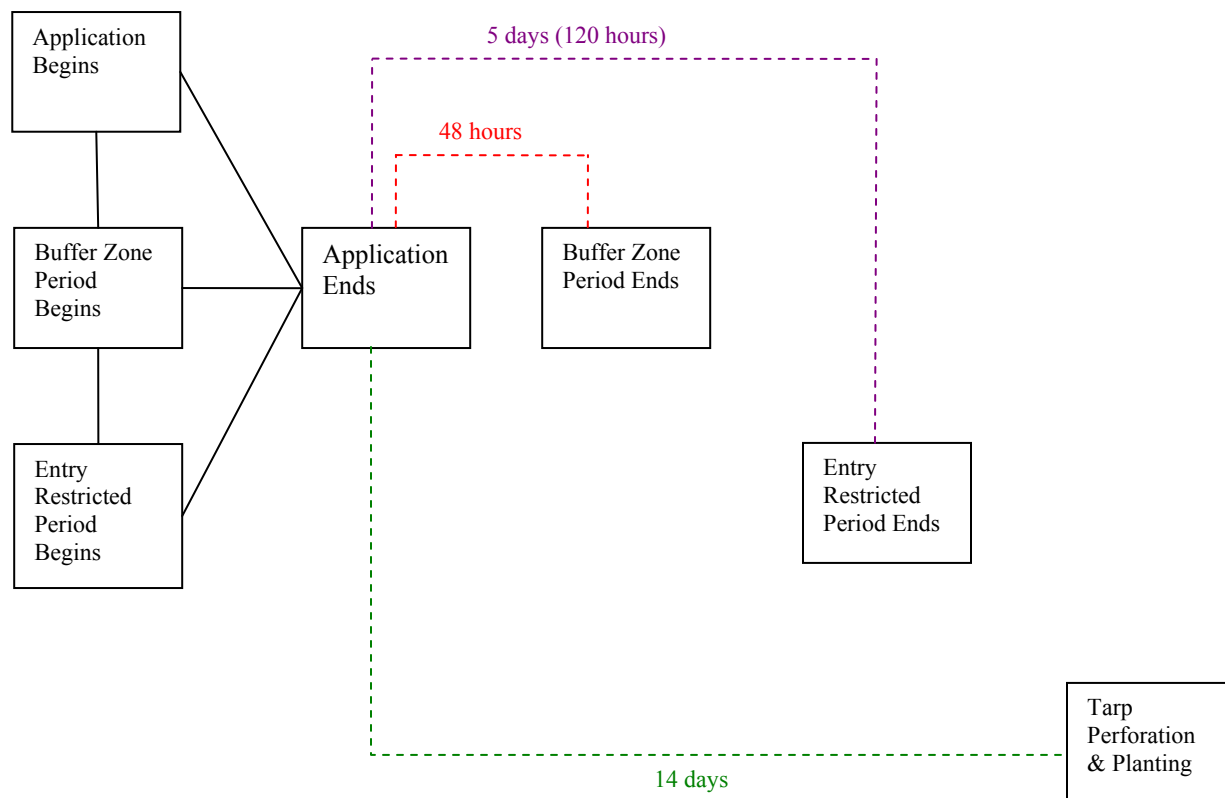 Application
Begins
5 days (120 hours)
48 hours
Buffer Zone
Period
Begins
Application
Ends
Buffer Zone
Period Ends
Entry
Restricted
Period
Begins
Entry
Restricted
Period Ends
Tarp
Perforation
& Planting
14 days